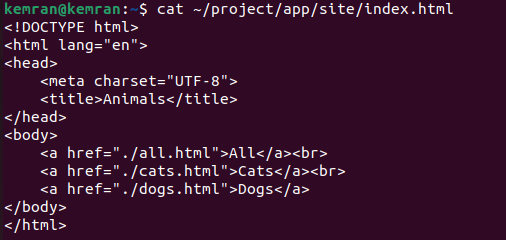 kemran@kemran:~$ cat ~/project/app/site/index.html
<!DOCTYPE html>
<html lang="en">
<head>
    <meta charset="UTF-8">
    <title>Animals</title>
</head>
<body>
    <a href="./all.html">All</a><br>
    <a href="./cats.html">Cats</a><br>
    <a href="./dogs.html">Dogs</a>
</body>
</html>